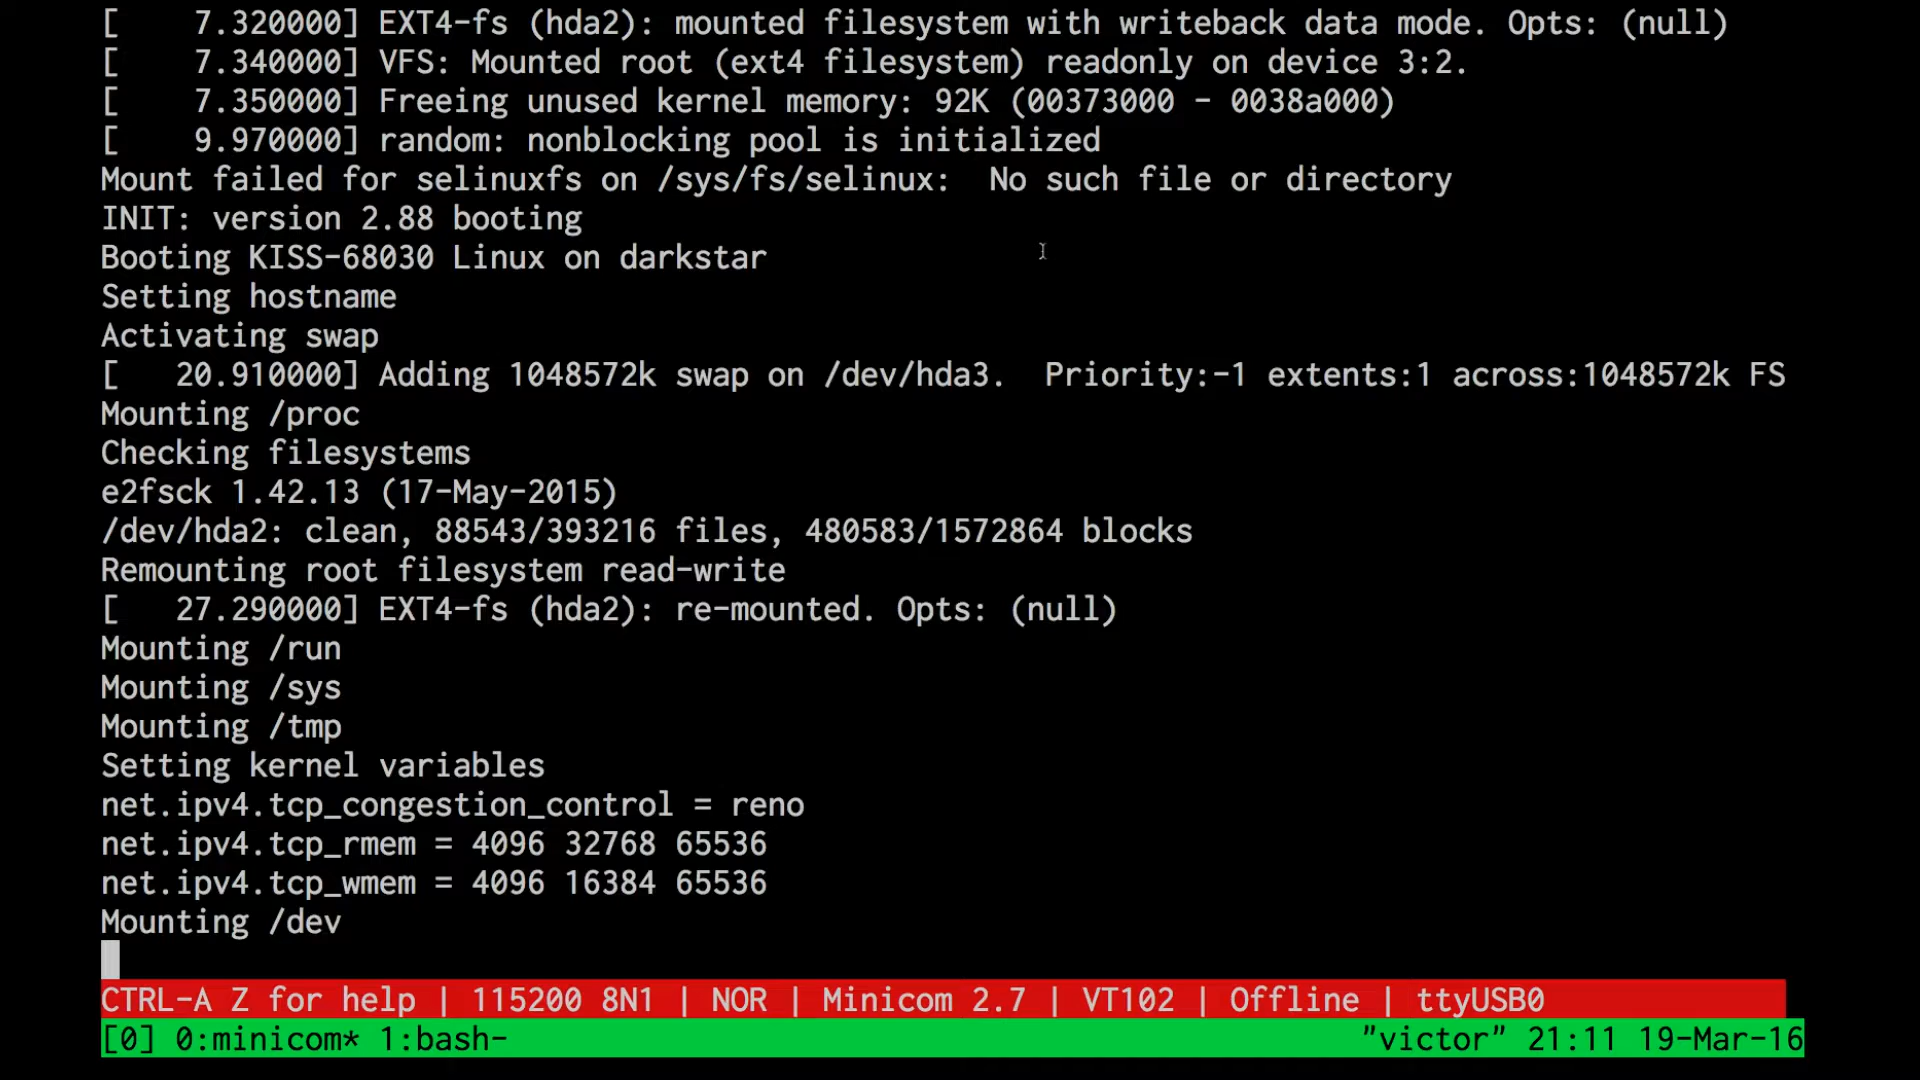 [    7.320000] EXT4-fs (hda2): mounted filesystem with writeback data mode. Opts: (null)
[    7.340000] VFS: Mounted root (ext4 filesystem) readonly on device 3:2.
[    7.350000] Freeing unused kernel memory: 92K (00373000 - 0038a000)
[    9.970000] random: nonblocking pool is initialized
Mount failed for selinuxfs on /sys/fs/selinux:  No such file or directory
INIT: version 2.88 booting
Booting KISS-68030 Linux on darkstar
Setting hostname
Activating swap
[   20.910000] Adding 1048572k swap on /dev/hda3.  Priority:-1 extents:1 across:1048572k FS
Mounting /proc
Checking filesystems
e2fsck 1.42.13 (17-May-2015)
/dev/hda2: clean, 88543/393216 files, 480583/1572864 blocks
Remounting root filesystem read-write
[   27.290000] EXT4-fs (hda2): re-mounted. Opts: (null)
Mounting /run
Mounting /sys
Mounting /tmp
Setting kernel variables
net.ipv4.tcp_congestion_control = reno
net.ipv4.tcp_rmem = 4096 32768 65536
net.ipv4.tcp_wmem = 4096 16384 65536
Mounting /dev
CTRL-A Z for help | 115200 8N1 | NOR | Minicom 2.7 | VT102 | Offline | ttyUSB0
[0] 0:minicom* 1:bash- "victor" 21:11 19-Mar-16